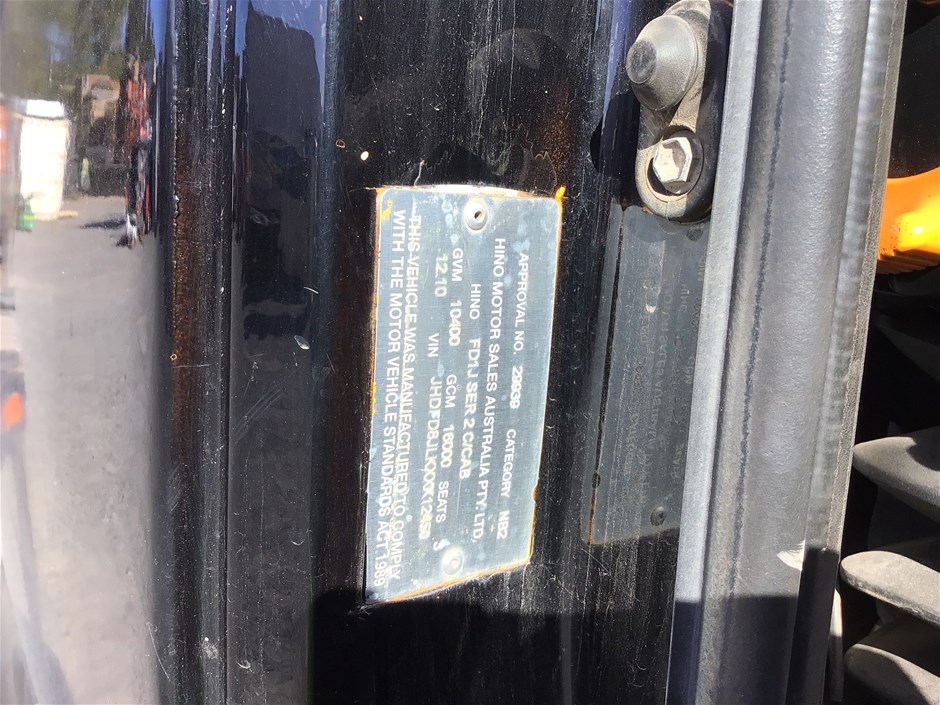 APPROVAL NO. 29939 CATEGORY NB2
HINO MOTOR SALES AUSTRALIA PTY. LTD,
HINO FD1J SER 2 C/CAB
GVM 10400 GCM 16000 SEATS 3
12.10 VIN
THIS VEHICLE WAS MANUFACTURED TO COMPLY
WITH THE MOTOR VEHICLE STANDARDS ACT 1989